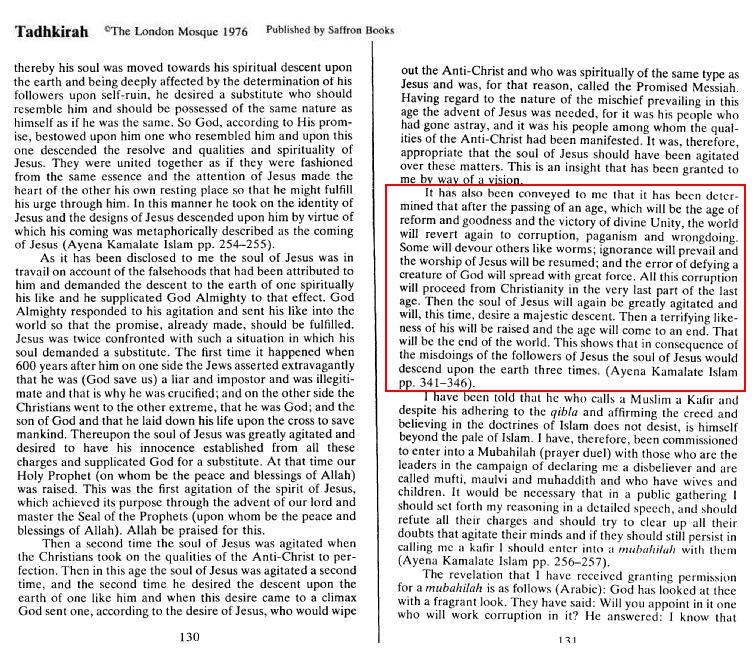 Tadhkirah ©The London Mosque 1976 Published by Saffron Books
thereby his soul was moved towards his spiritual descent upon
the earth and being deeply affected by the determination of his
followers upon self-ruin, he desired a substitute who should
resemble him and should be possessed of the same nature as
himself as if he was the same. So God, according to His prom-
ise, bestowed upon him one who resembled him and upon this
one descended the resolve and qualities and spirituality of
Jesus. They were united together as if they were fashioned
from the same essence and the attention of Jesus made the
heart of the other his own resting place so that he might fulfill
his urge through him. In this manner he took on the identity of
Jesus and the designs of Jesus descended upon him by virtue of
which his coming was metaphorically described as the coming
of Jesus (Ayena Kamalate Islam pp. 254–255).
As it has been disclosed to me the soul of Jesus was in
travail on account of the falsehoods that had been attributed to
him and demanded the descent to the earth of one spiritually
his like and he supplicated God Almighty to that effect. God
Almighty responded to his agitation and sent his like into the
world so that the promise, already made, should be fulfilled.
Jesus was twice confronted with such a situation in which his
soul demanded a substitute. The first time it happened when
600 years after him on one side the Jews asserted extravagantly
that he was (God save us) a liar and impostor and was illegiti-
mate and that is why he was crucified; and on the other side the
Christians went to the other extreme, that he was God; and the
son of God and that he laid down his life upon the cross to save
mankind. Thereupon the soul of Jesus was greatly agitated and
desired to have his innocence established from all these
charges and supplicated God for a substitute. At that time our
Holy Prophet (on whom be the peace and blessings of Allah)
was raised. This was the first agitation of the spirit of Jesus,
which achieved its purpose through the advent of our lord and
master the Seal of the Prophets (upon whom be the peace and
blessings of Allah). Allah be praised for this.
Then a second time the soul of Jesus was agitated when
the Christians took on the qualities of the Anti-Christ to per-
fection. Then in this age the soul of Jesus was agitated a second
time, and the second time he desired the descent upon the
earth of one like him and when this desire came to a climax
God sent one, according to the desire of Jesus, who would wipe
130
out the Anti-Christ and who was spiritually of the same type as
Jesus and was, for that reason, called the Promised Messiah.
Having regard to the nature of the mischief prevailing in this
age the advent of Jesus was needed, for it was his people who
had gone astray, and it was his people among whom the qual-
ities of the Anti-Christ had been manifested. It was, therefore,
appropriate that the soul of Jesus should have been agitated
over these matters. This is an insight that has been granted to
me by way of a vision.
It has also been conveyed to me that it has been deter-
mined that after the passing of an age, which will be the age of
reform and goodness and the victory of divine Unity, the world
will revert again to corruption, paganism and wrongdoing.
Some will devour others like worms; ignorance will prevail and
the worship of Jesus will be resumed; and the error of defying a
creature of God will spread with great force. All this corruption
will proceed from Christianity in the very last part of the last
age. Then the soul of Jesus will again be greatly agitated and
will, this time, desire a majestic descent. Then a terrifying like-
ness of his will be raised and the age will come to an end. That
will be the end of the world. This shows that in consequence of
the misdoings of the followers of Jesus the soul of Jesus would
descend upon the earth three times. (Ayena Kamalate Islam
pp. 341–346).
I have been told that he who calls a Muslim a Kafir and
despite his adhering to the qibla and affirming the creed and
believing in the doctrines of Islam does not desist, is himself
beyond the pale of Islam. I have, therefore, been commissioned
to enter into a Mubahilah (prayer duel) with those who are the
leaders in the campaign of declaring me a disbeliever and are
called mufti, maulvi and muhaddith and who have wives and
children. It would be necessary that in a public gathering I
should set forth my reasoning in a detailed speech, and should
refute all their charges and should try to clear up all their
doubts that agitate their minds and if they should still persist in
calling me a kafir I should enter into a mubahilah with them
(Ayena Kamalate Islam pp. 256–257).
The revelation that I have received granting permission
for a mubahilah is as follows (Arabic): God has looked at thee
with a fragrant look. They have said: Will you appoint in it one
who will work corruption in it? He answered: I know that
131